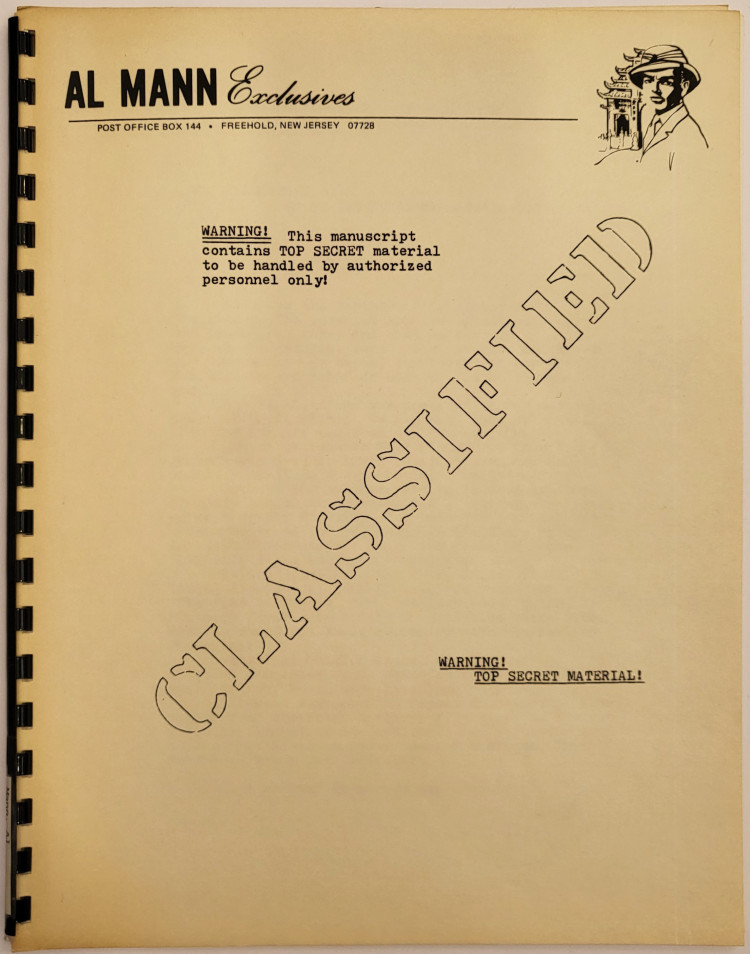 AL MANN Exclusives
POST OFFICE BOX 144 • FREEHOLD, NEW JERSEY 07728
WARNING! This manuscript
contains TOP SECRET material
to be handled by authorized
personnel only!
CLASSIFIED
WARNING!
TOP SECRET MATERIAL!